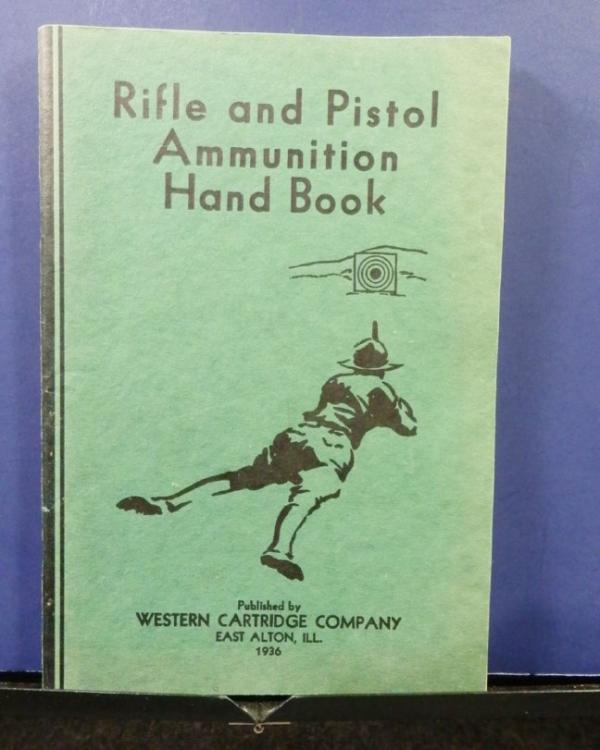 Rifle and Pistol
Ammunition
Hand Book
Published by
WESTERN CARTRIDGE COMPANY
EAST ALTON, ILL.
1936